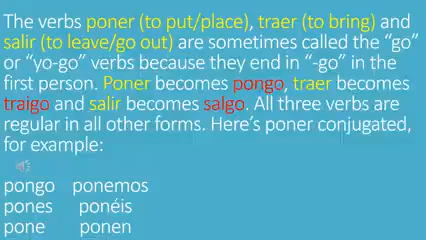 The verbs poner (to put/place), traer (to bring) and
salir (to leave/go out) are sometimes called the “go”
or “yo-go” verbs because they end in “-go” in the
first person. Poner becomes pongo, traer becomes
traigo and salir becomes salgo. All three verbs are
regular in all other forms. Here’s poner conjugated,
for example:
pongo ponemos
pones ponéis
pone ponen